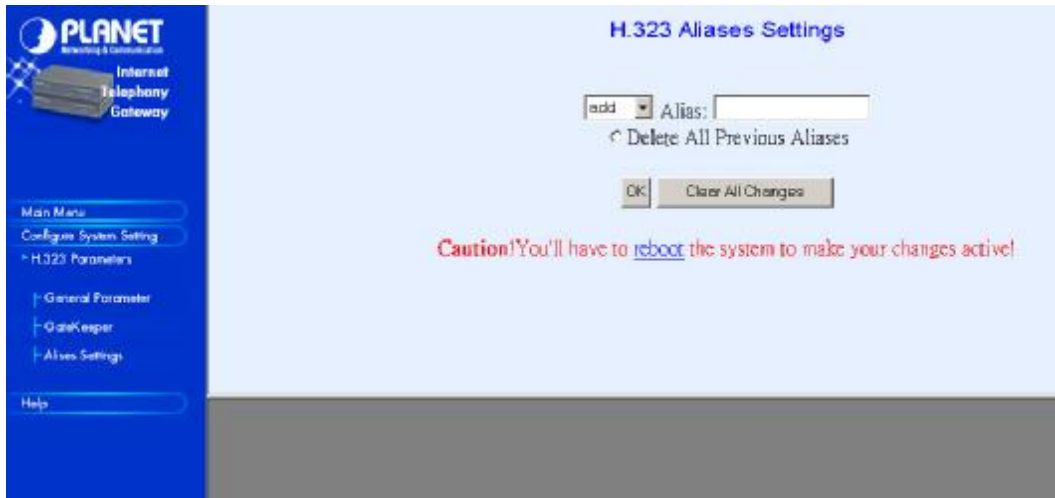 PLANET
Networking & Communication
Internet
Telephony
Gateway
Main Menu
Configure System Setting
H.323 Parameters
General Parameter
GateKeeper
Alises Settings
Help
H.323 Aliases Settings
add Alias:
Delete All Previous Aliases
OK Clear All Changes
Caution!You'll have to reboot the system to make your changes active!